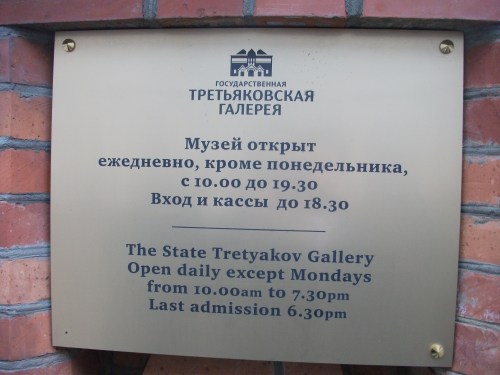 ГОСУДАРСТВЕННАЯ
ТРЕТЬЯКОВСКАЯ
ГАЛЕРЕЯ
Музей открыт
ежедневно, кроме понедельника,
с 10.00 до 19.30
Вход и кассы до 18.30
The State Tretyakov Gallery
Open daily except Mondays
from 10.00am to 7.30pm
Last admission 6.30pm